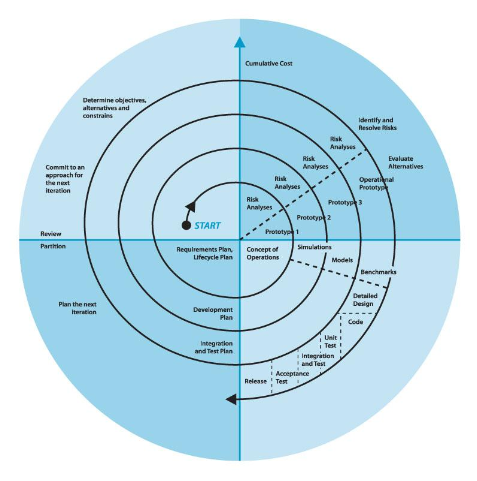 Cumulative Cost
Determine objectives,
alternatives and
constrains
Identify and
Resolve Risks
Risk
Analyses
Risk
Analyses
Risk
Analyses
Risk
Analyses
Evaluate
Alternatives
Commit to an
approach for
the next
iteration
Operational
Prototype
Prototype 3
Prototype 2
Prototype 1
START
Review
Partition
Requirements Plan,
Lifecycle Plan
Concept of
Operations
Simulations
Models
Benchmarks
Plan the next
iteration
Development
Plan
Detailed
Design
Code
Integration
and Test Plan
Unit
Test
Integration
and Test
Acceptance
Test
Release